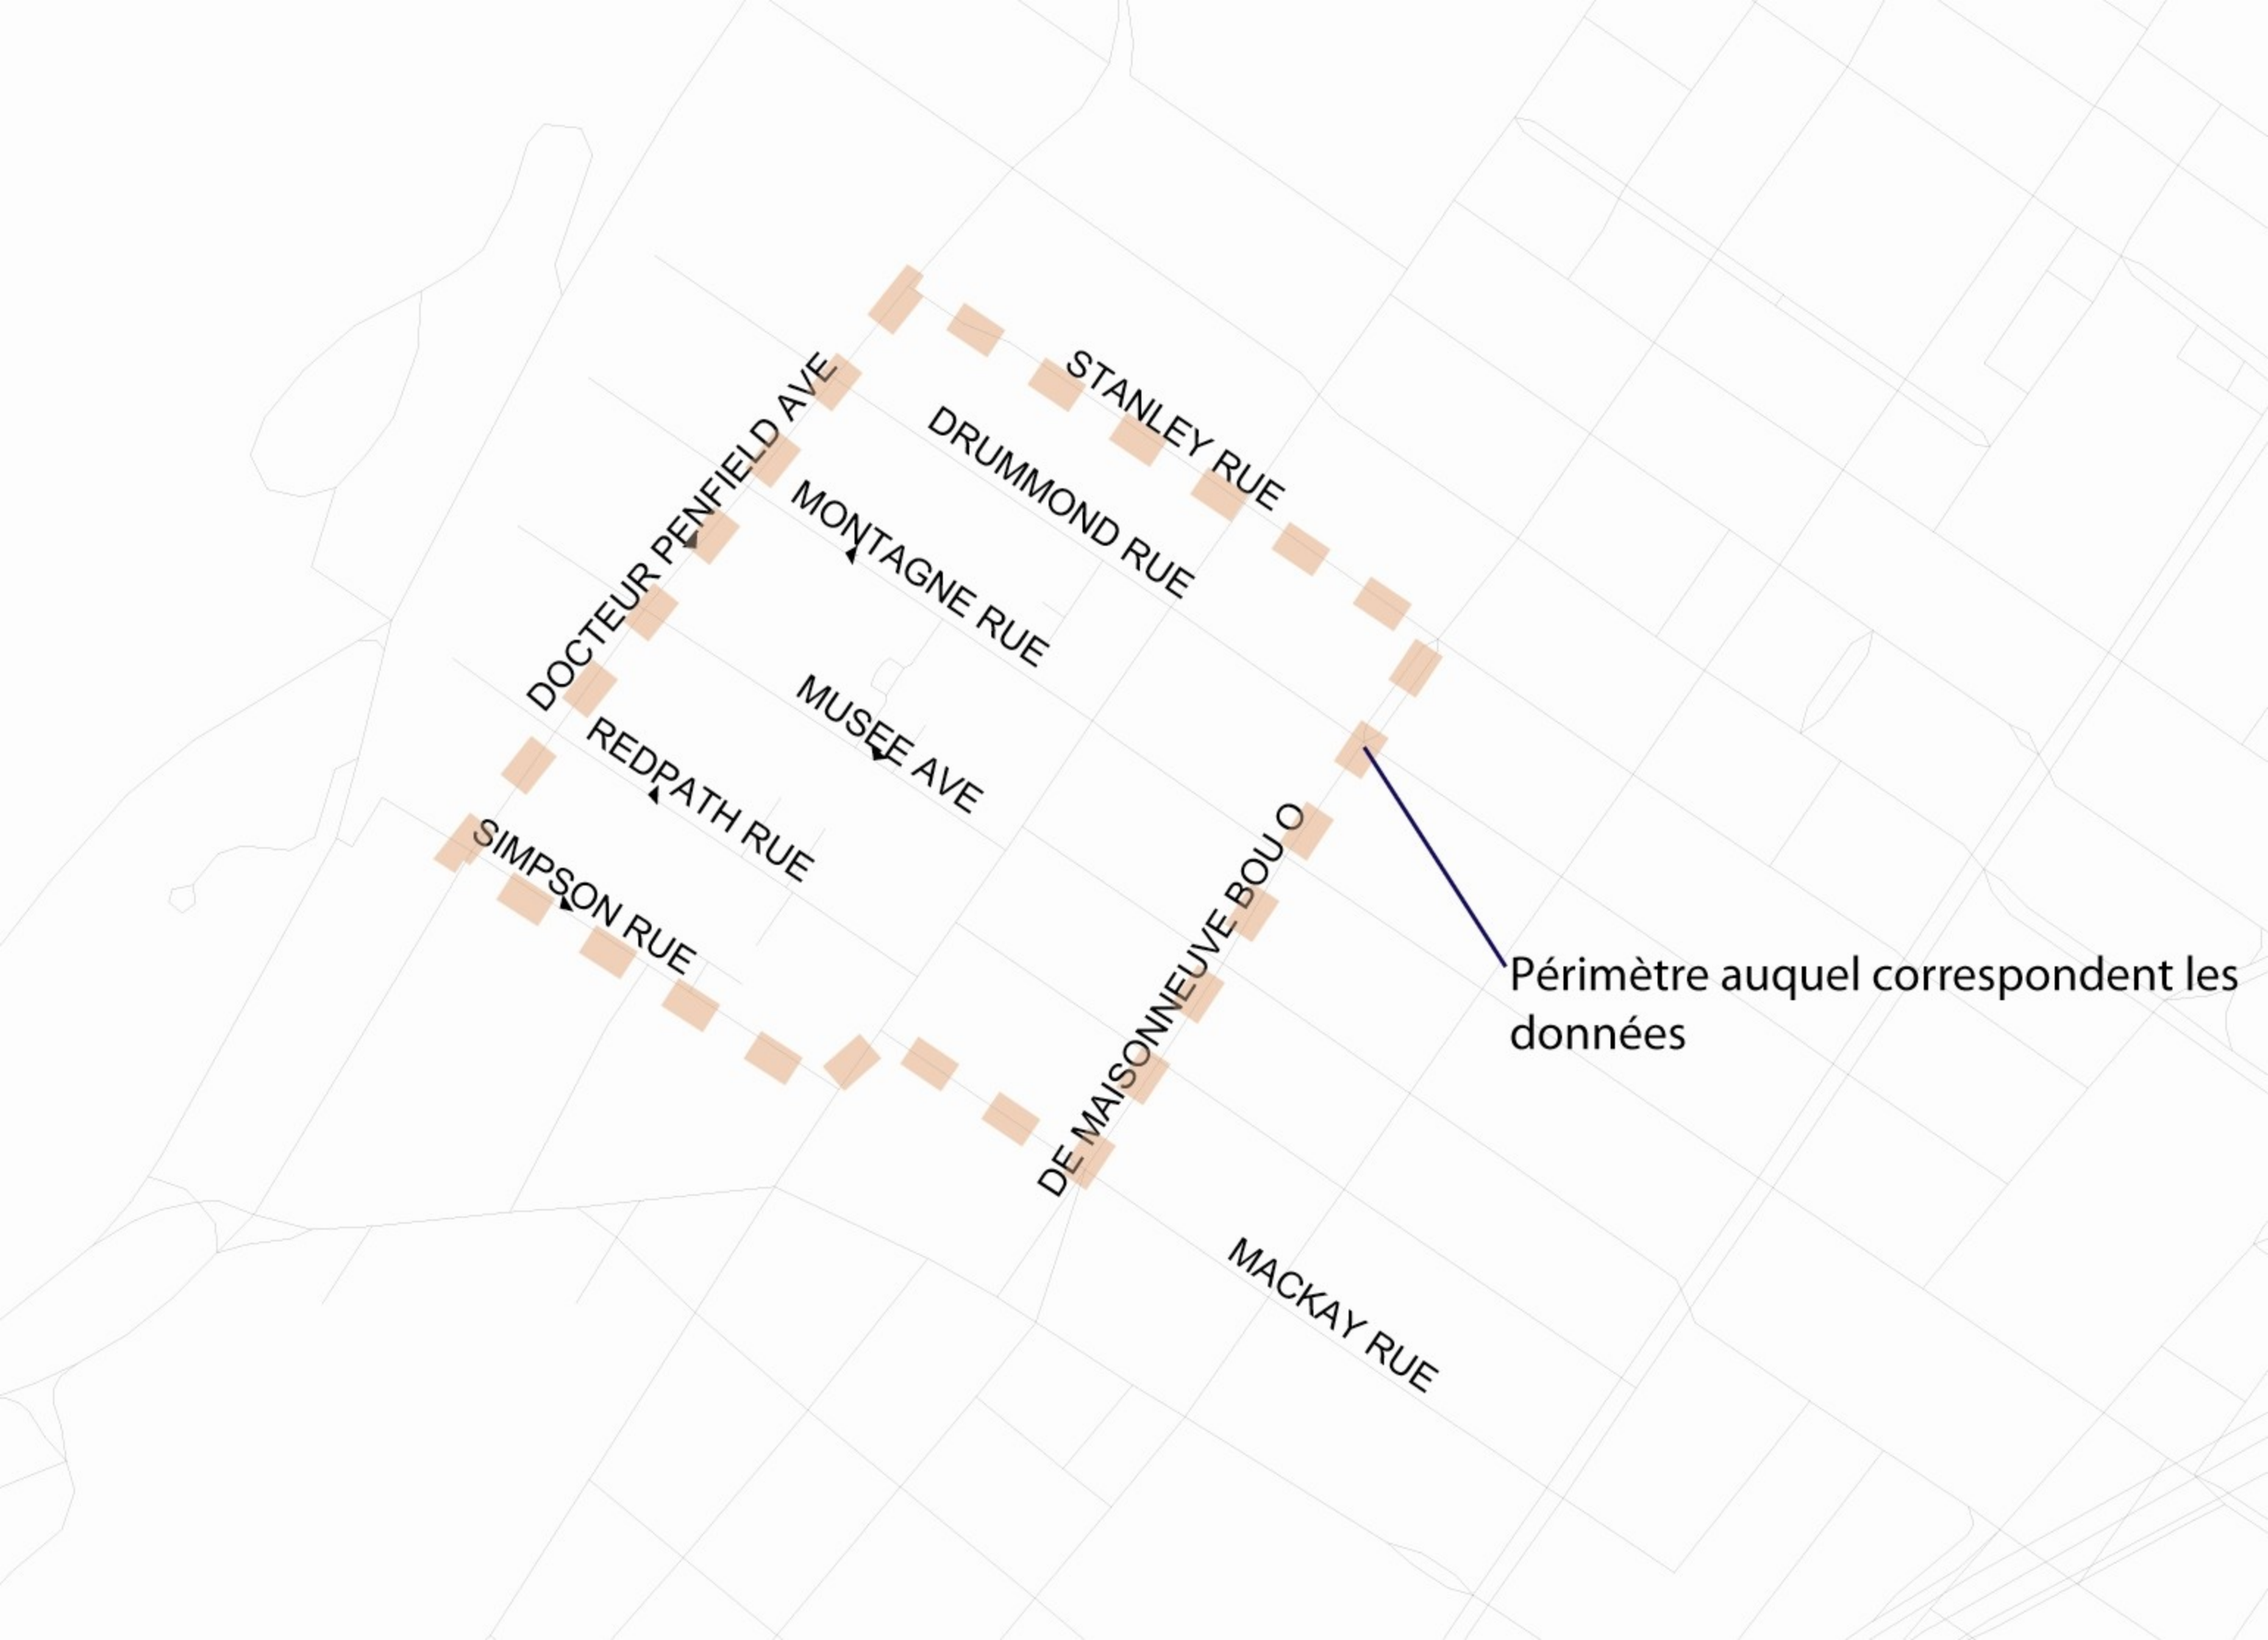 STANLEY RUE
DOCTEUR PENFIELD AVE
DRUMMOND RUE
MONTAGNE RUE
MUSEE AVE
REDPATH RUE
SIMPSON RUE
DE MAISONNEUVE BOU O
Périmètre auquel correspondent les
données
MACKAY RUE